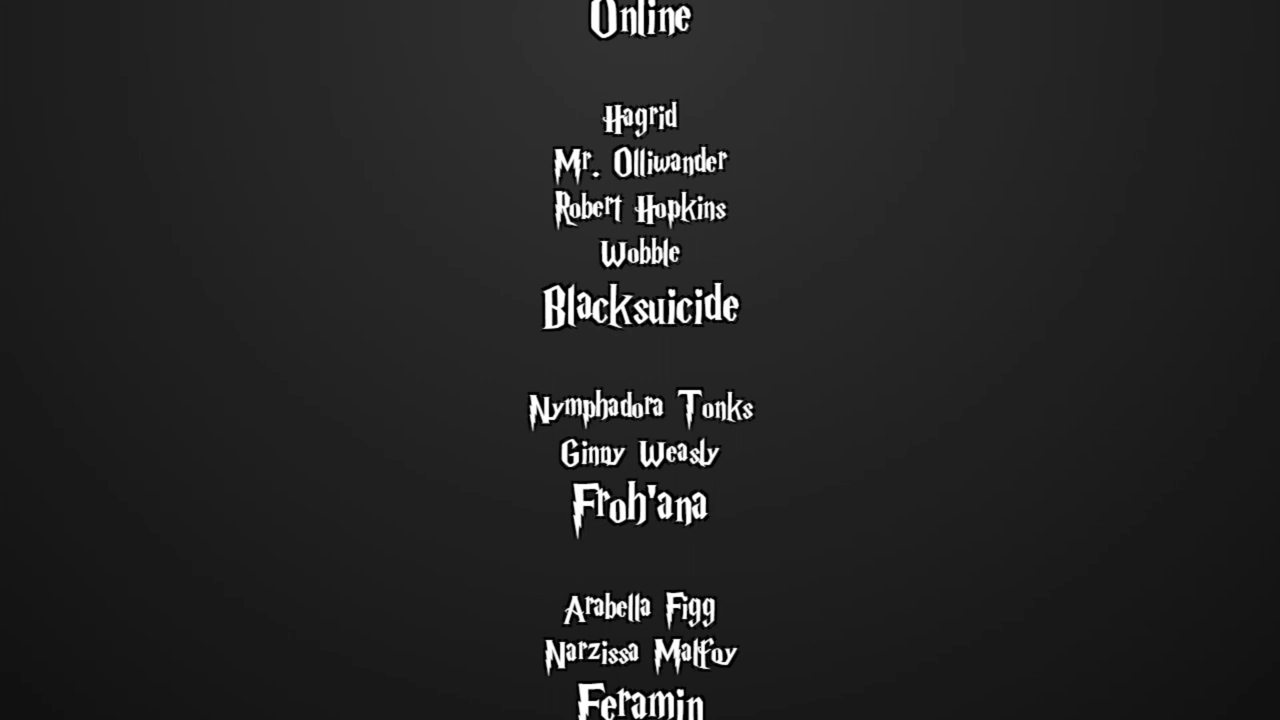 Online
Hagrid
Mr. Olliwander
Robert Hopkins
Wobble
Blacksuicide
Nymphadora Tonks
Ginny Weasly
Froh'ana
Arabella Figg
Narzissa Malfoy
Feramin